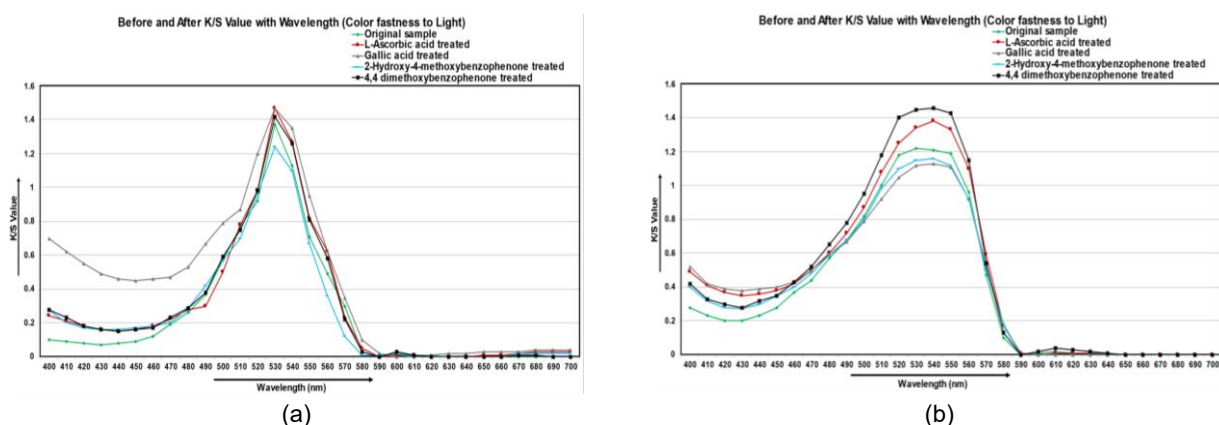 Before and After K/S Value with Wavelength (Color fastness to Light)
Original sample
L-Ascorbic acid treated
Gallic acid treated
2-Hydroxy-4-methoxybenzophenone treated
4,4 dimethoxybenzophenone treated
1.6
1.4
1.2
1
0.8
0.6
0.4
0.2
0
K/S Value
400 410 420 430 440 450 460 470 480 490 500 510 520 530 540 550 560 570 580 590 600 610 620 630 640 650 660 670 680 690 700
Wavelength (nm)
(a)
Before and After K/S Value with Wavelength (Color fastness to Light)
Original sample
L-Ascorbic acid treated
Gallic acid treated
2-Hydroxy-4-methoxybenzophenone treated
4,4 dimethoxybenzophenone treated
1.6
1.4
1.2
1
0.8
0.6
0.4
0.2
0
K/S Value
400 410 420 430 440 450 460 470 480 490 500 510 520 530 540 550 560 570 580 590 600 610 620 630 640 650 660 670 680 690 700
Wavelength (nm)
(b)